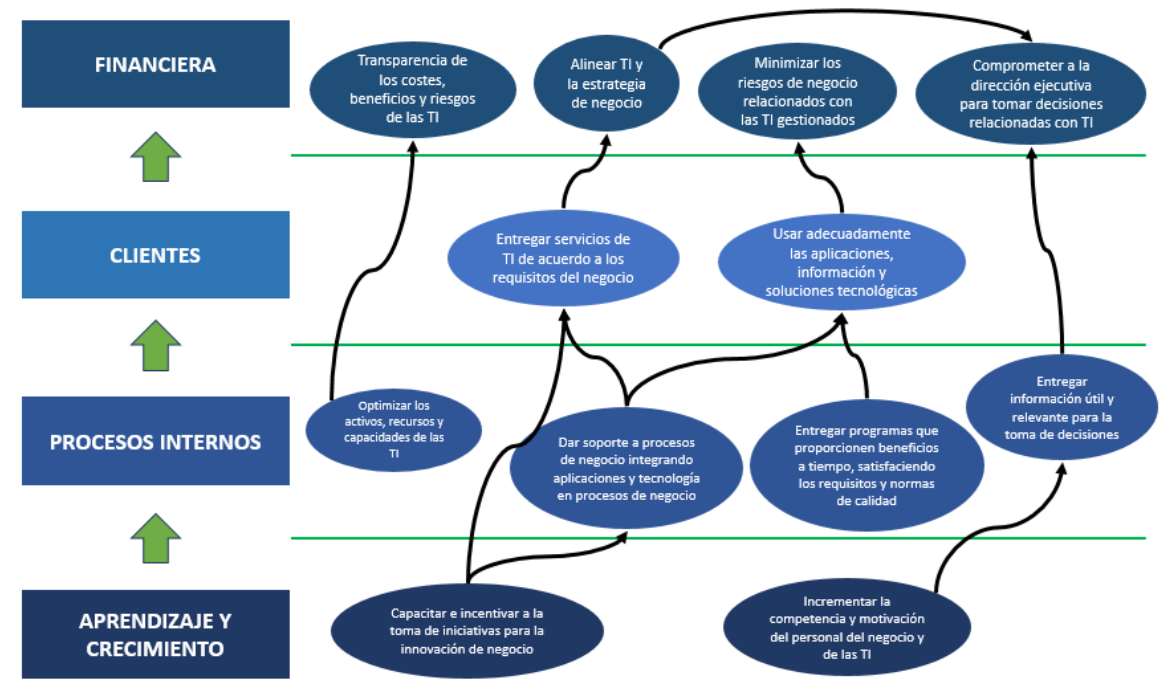 FINANCIERA
Transparencia de
los costes,
beneficios y riesgos
de las TI
Alinear TI y
la estrategia
de negocio
Minimizar los
riesgos de negocio
relacionados con
las TI gestionados
Comprometer a la
dirección ejecutiva
para tomar decisiones
relacionadas con TI
CLIENTES
Entregar servicios de
TI de acuerdo a los
requisitos del negocio
Usar adecuadamente
las aplicaciones,
información y
soluciones tecnológicas
PROCESOS INTERNOS
Optimizar los
activos, recursos y
capacidades de las
TI
Dar soporte a procesos
de negocio integrando
aplicaciones y tecnología
en procesos de negocio
Entregar programas que
proporcionen beneficios
a tiempo, satisfaciendo
los requisitos y normas
de calidad
Entregar
información útil y
relevante para la
toma de decisiones
APRENDIZAJE Y
CRECIMIENTO
Capacitar e incentivar a la
toma de iniciativas para la
innovación de negocio
Incrementar la
competencia y motivación
del personal del negocio y
de las TI